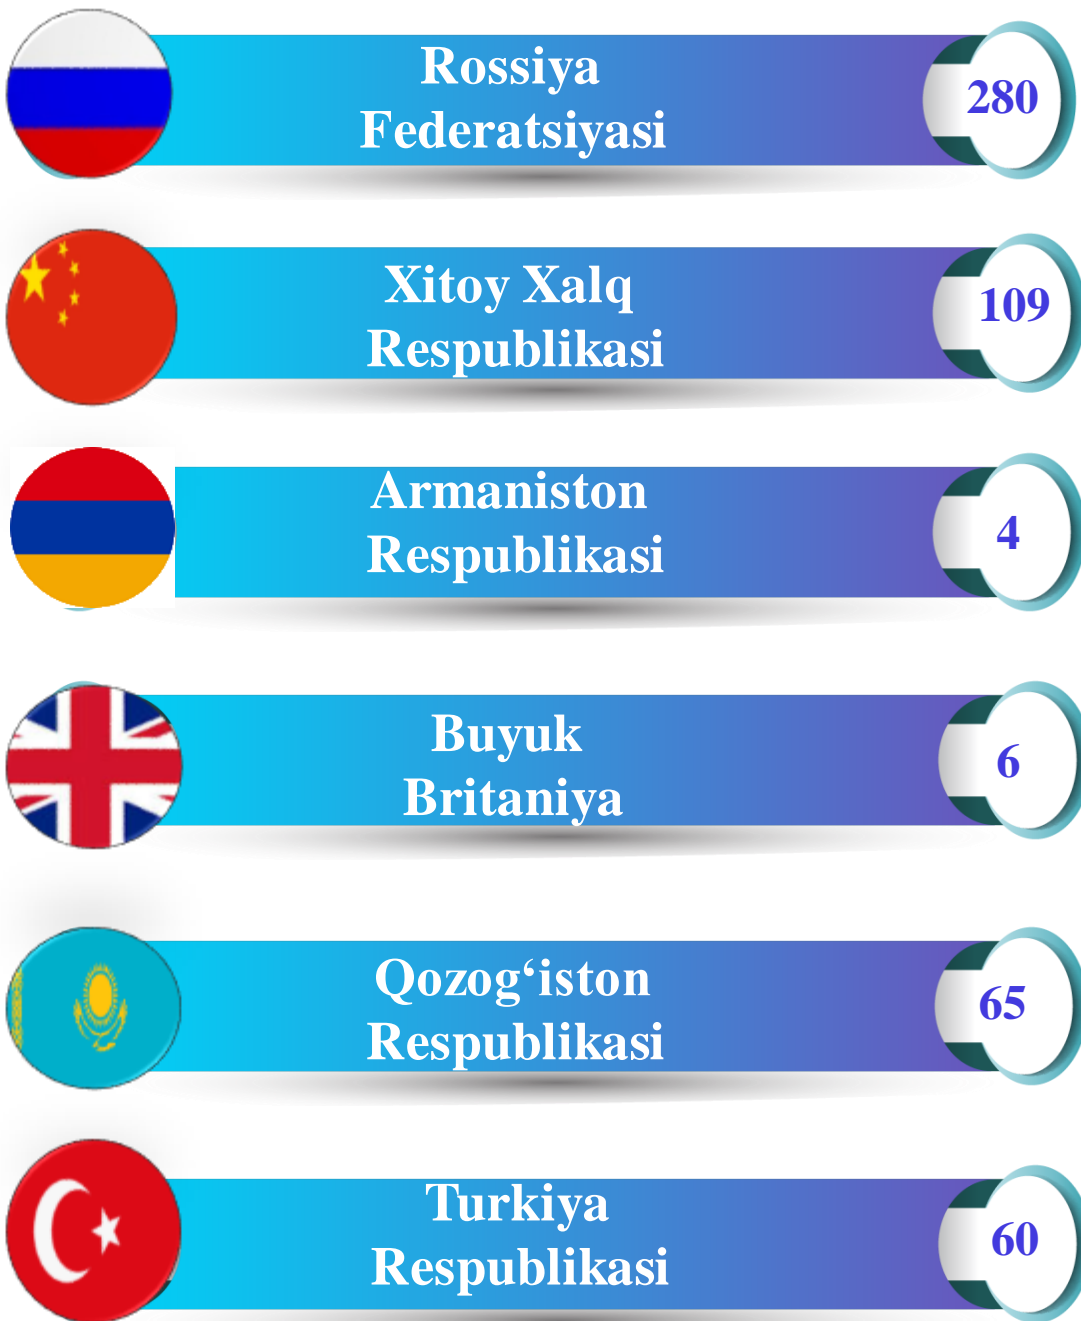 Rossiya
Federatsiyasi
280
Xitoy Xalq
Respublikasi
109
Armaniston
Respublikasi
4
Buyuk
Britaniya
6
Qozog‘iston
Respublikasi
65
Turkiya
Respublikasi
60